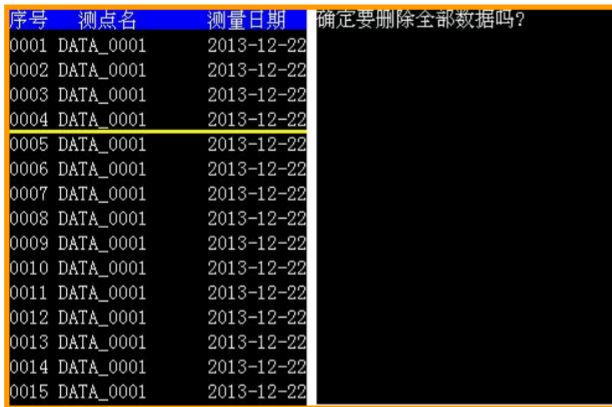 序号 测点名 测量日期
0001 DATA_0001 2013-12-22
0002 DATA_0001 2013-12-22
0003 DATA_0001 2013-12-22
0004 DATA_0001 2013-12-22
0005 DATA_0001 2013-12-22
0006 DATA_0001 2013-12-22
0007 DATA_0001 2013-12-22
0008 DATA_0001 2013-12-22
0009 DATA_0001 2013-12-22
0010 DATA_0001 2013-12-22
0011 DATA_0001 2013-12-22
0012 DATA_0001 2013-12-22
0013 DATA_0001 2013-12-22
0014 DATA_0001 2013-12-22
0015 DATA_0001 2013-12-22
确定要删除全部数据吗?